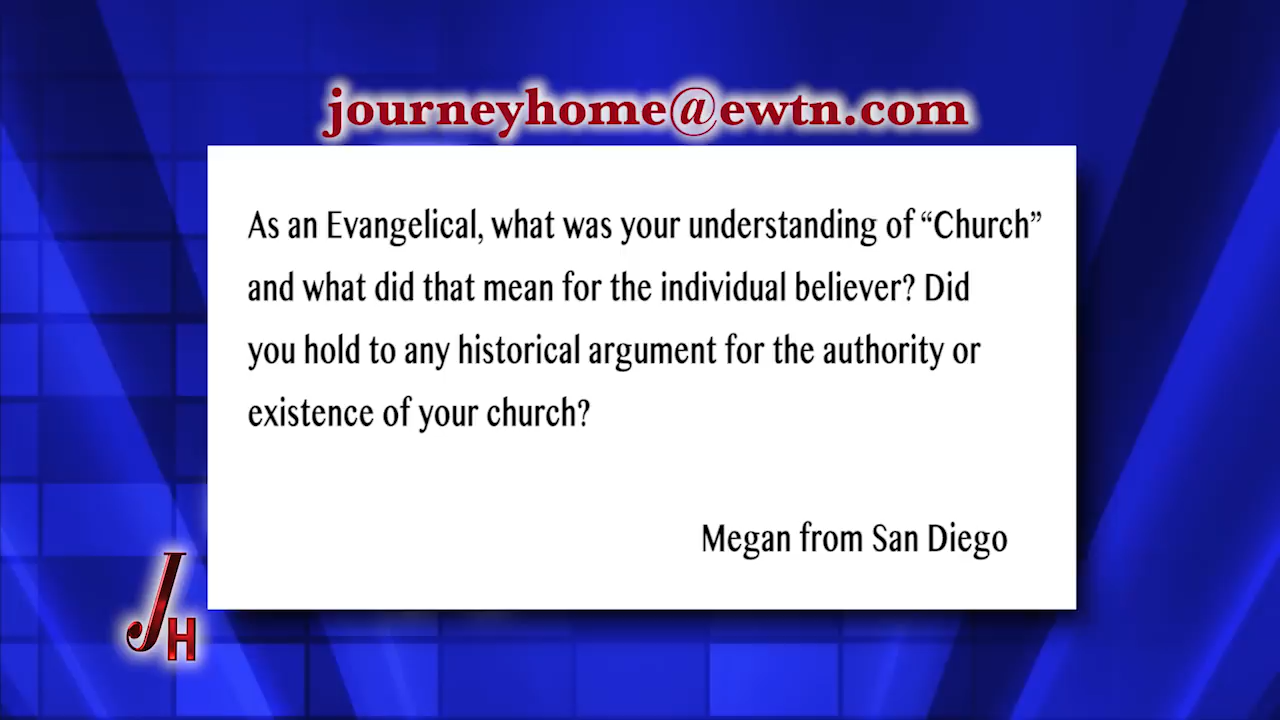 journeyhome@ewtn.com
As an Evangelical, what was your understanding of “Church”
and what did that mean for the individual believer? Did
you hold to any historical argument for the authority or
existence of your church?
Megan from San Diego
JH